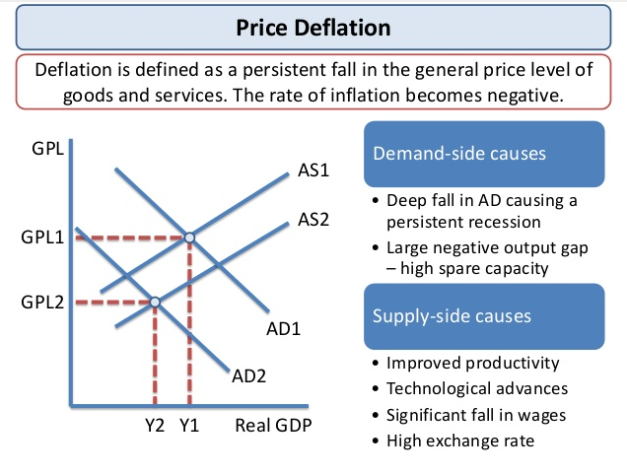 Price Deflation
Deflation is defined as a persistent fall in the general price level of
goods and services. The rate of inflation becomes negative.
GPL
AS1
AS2
GPL1
GPL2
AD1
AD2
Y2 Y1 Real GDP
Demand-side causes
• Deep fall in AD causing a
persistent recession
• Large negative output gap
– high spare capacity
Supply-side causes
• Improved productivity
• Technological advances
• Significant fall in wages
• High exchange rate